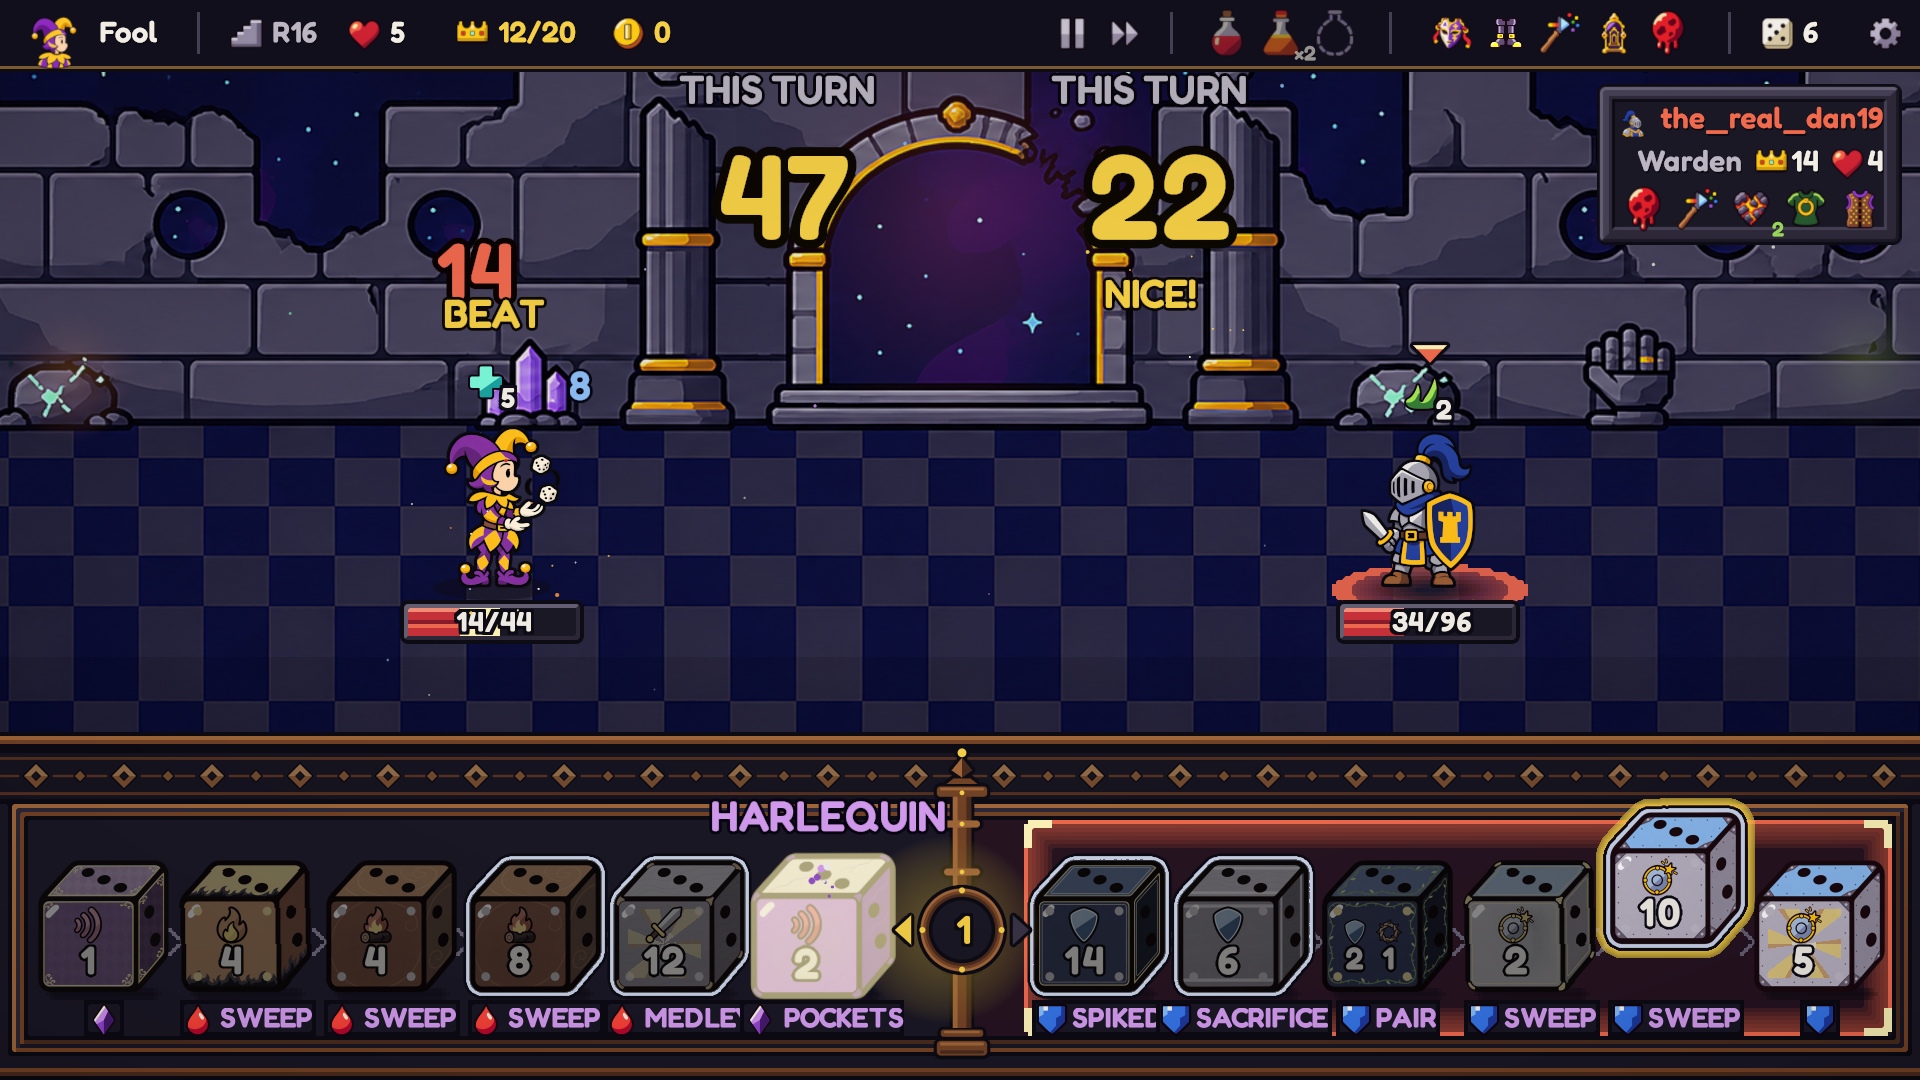 Fool R16 5 12/20 0 x2 6
THIS TURN THIS TURN
the_real_dan19
Warden 14 4
2
47 22
14
BEAT
NICE!
5 8
2
14/44 34/96
HARLEQUIN
1 4 4 8 12 2 1 14 6 2 1 2 10 5
SWEEP SWEEP SWEEP MEDLEY POCKETS SPIKED SACRIFICE PAIR SWEEP SWEEP